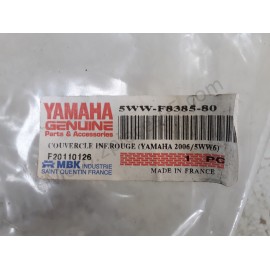 YAMAHA
GENUINE
Parts & Accessories
5WW-F8385-80
COUVERCLE INF.ROUGE (YAMAHA 2006/5WW6)
F20110126
1 PC
MBK INDUSTRIE
SAINT QUENTIN FRANCE
MADE IN FRANCE